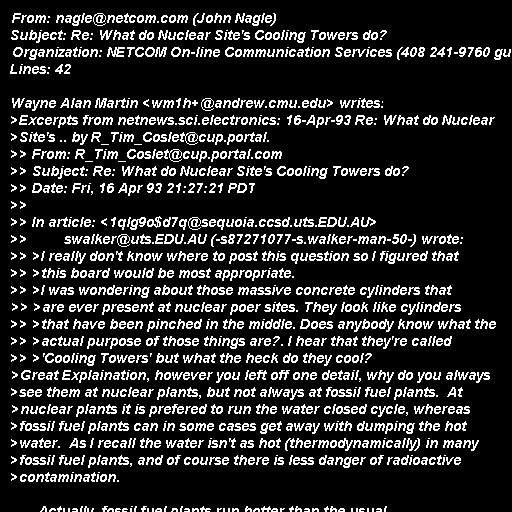 From: nagle@netcom.com (John Nagle)
Subject: Re: What do Nuclear Site's Cooling Towers do?
Organization: NETCOM On-line Communication Services (408 241-9760 gu
Lines: 42

Wayne Alan Martin <wm1h+@andrew.cmu.edu> writes:
>Excerpts from netnews.sci.electronics: 16-Apr-93 Re: What do Nuclear
>Site's .. by R_Tim_Coslet@cup.portal.
>> From: R_Tim_Coslet@cup.portal.com
>> Subject: Re: What do Nuclear Site's Cooling Towers do?
>> Date: Fri, 16 Apr 93 21:27:21 PDT
>>
>> In article: <1qlg9o$d7q@sequoia.ccsd.uts.EDU.AU>
>>         swalker@uts.EDU.AU (-s87271077-s.walker-man-50-) wrote:
>> >I really don't know where to post this question so I figured that
>> >this board would be most appropriate.
>> >I was wondering about those massive concrete cylinders that
>> >are ever present at nuclear poer sites. They look like cylinders
>> >that have been pinched in the middle. Does anybody know what the
>> >actual purpose of those things are?. I hear that they're called
>> >'Cooling Towers' but what the heck do they cool?
>Great Explaination, however you left off one detail, why do you always
>see them at nuclear plants, but not always at fossil fuel plants.  At
>nuclear plants it is prefered to run the water closed cycle, whereas
>fossil fuel plants can in some cases get away with dumping the hot
>water.  As I recall the water isn't as hot (thermodynamically) in many
>fossil fuel plants, and of course there is less danger of radioactive
>contamination.

Actually, fossil fuel plants run hotter than the usual